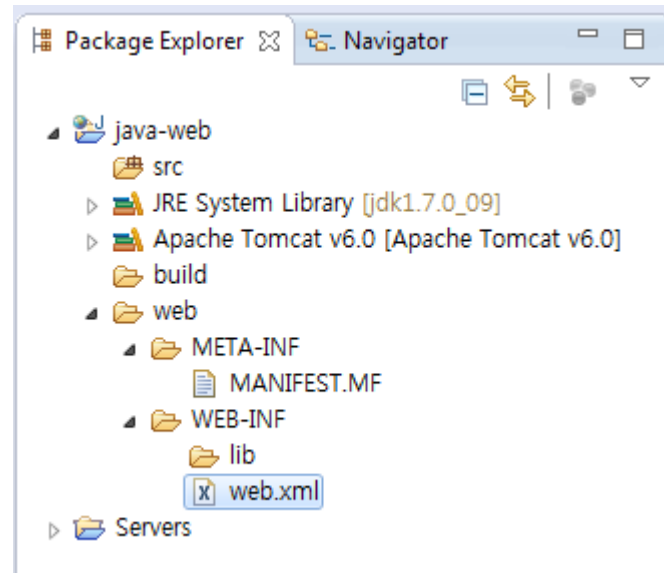 Package Explorer Navigator
java-web
src
JRE System Library [jdk1.7.0_09]
Apache Tomcat v6.0 [Apache Tomcat v6.0]
build
web
META-INF
MANIFEST.MF
WEB-INF
lib
web.xml
Servers